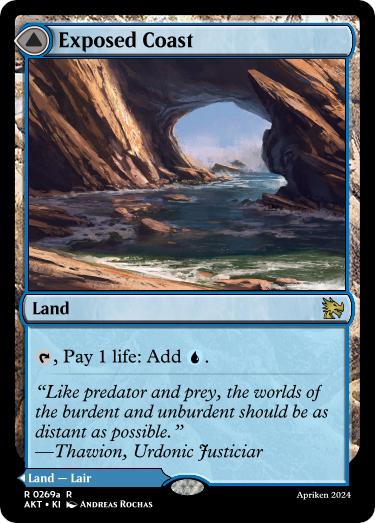 Exposed Coast
Land
, Pay 1 life: Add .
“Like predator and prey, the worlds of
the burdent and unburdent should be as
distant as possible.”
—Thawion, Urdonic Justiciar
Land — Lair
R 0269a R
AKT • KI Andreas Rochas
Apriken 2024